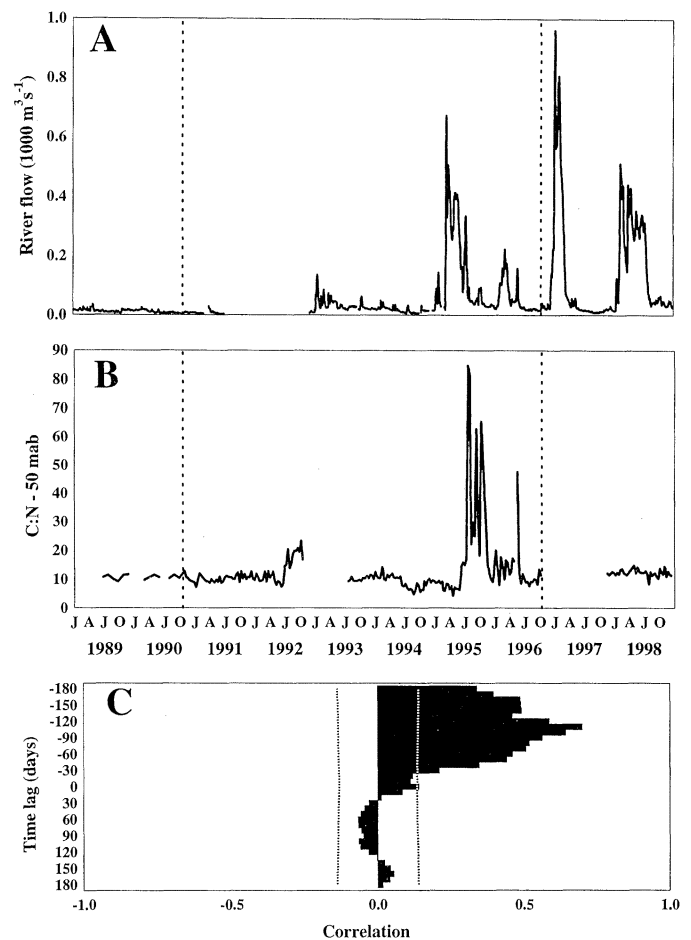 A
River flow (1000 m³s⁻¹)
1.0
0.8
0.6
0.4
0.2
0.0
B
C:N - 50 mab
90
80
70
60
50
40
30
20
10
0
J A J O J A J O J A J O J A J O J A J O J A J O J A J O J A J O J A J O J A J O
1989 1990 1991 1992 1993 1994 1995 1996 1997 1998
C
Time lag (days)
-180
-150
-120
-90
-60
-30
0
30
60
90
120
150
180
-1.0 -0.5 0.0 0.5 1.0
Correlation